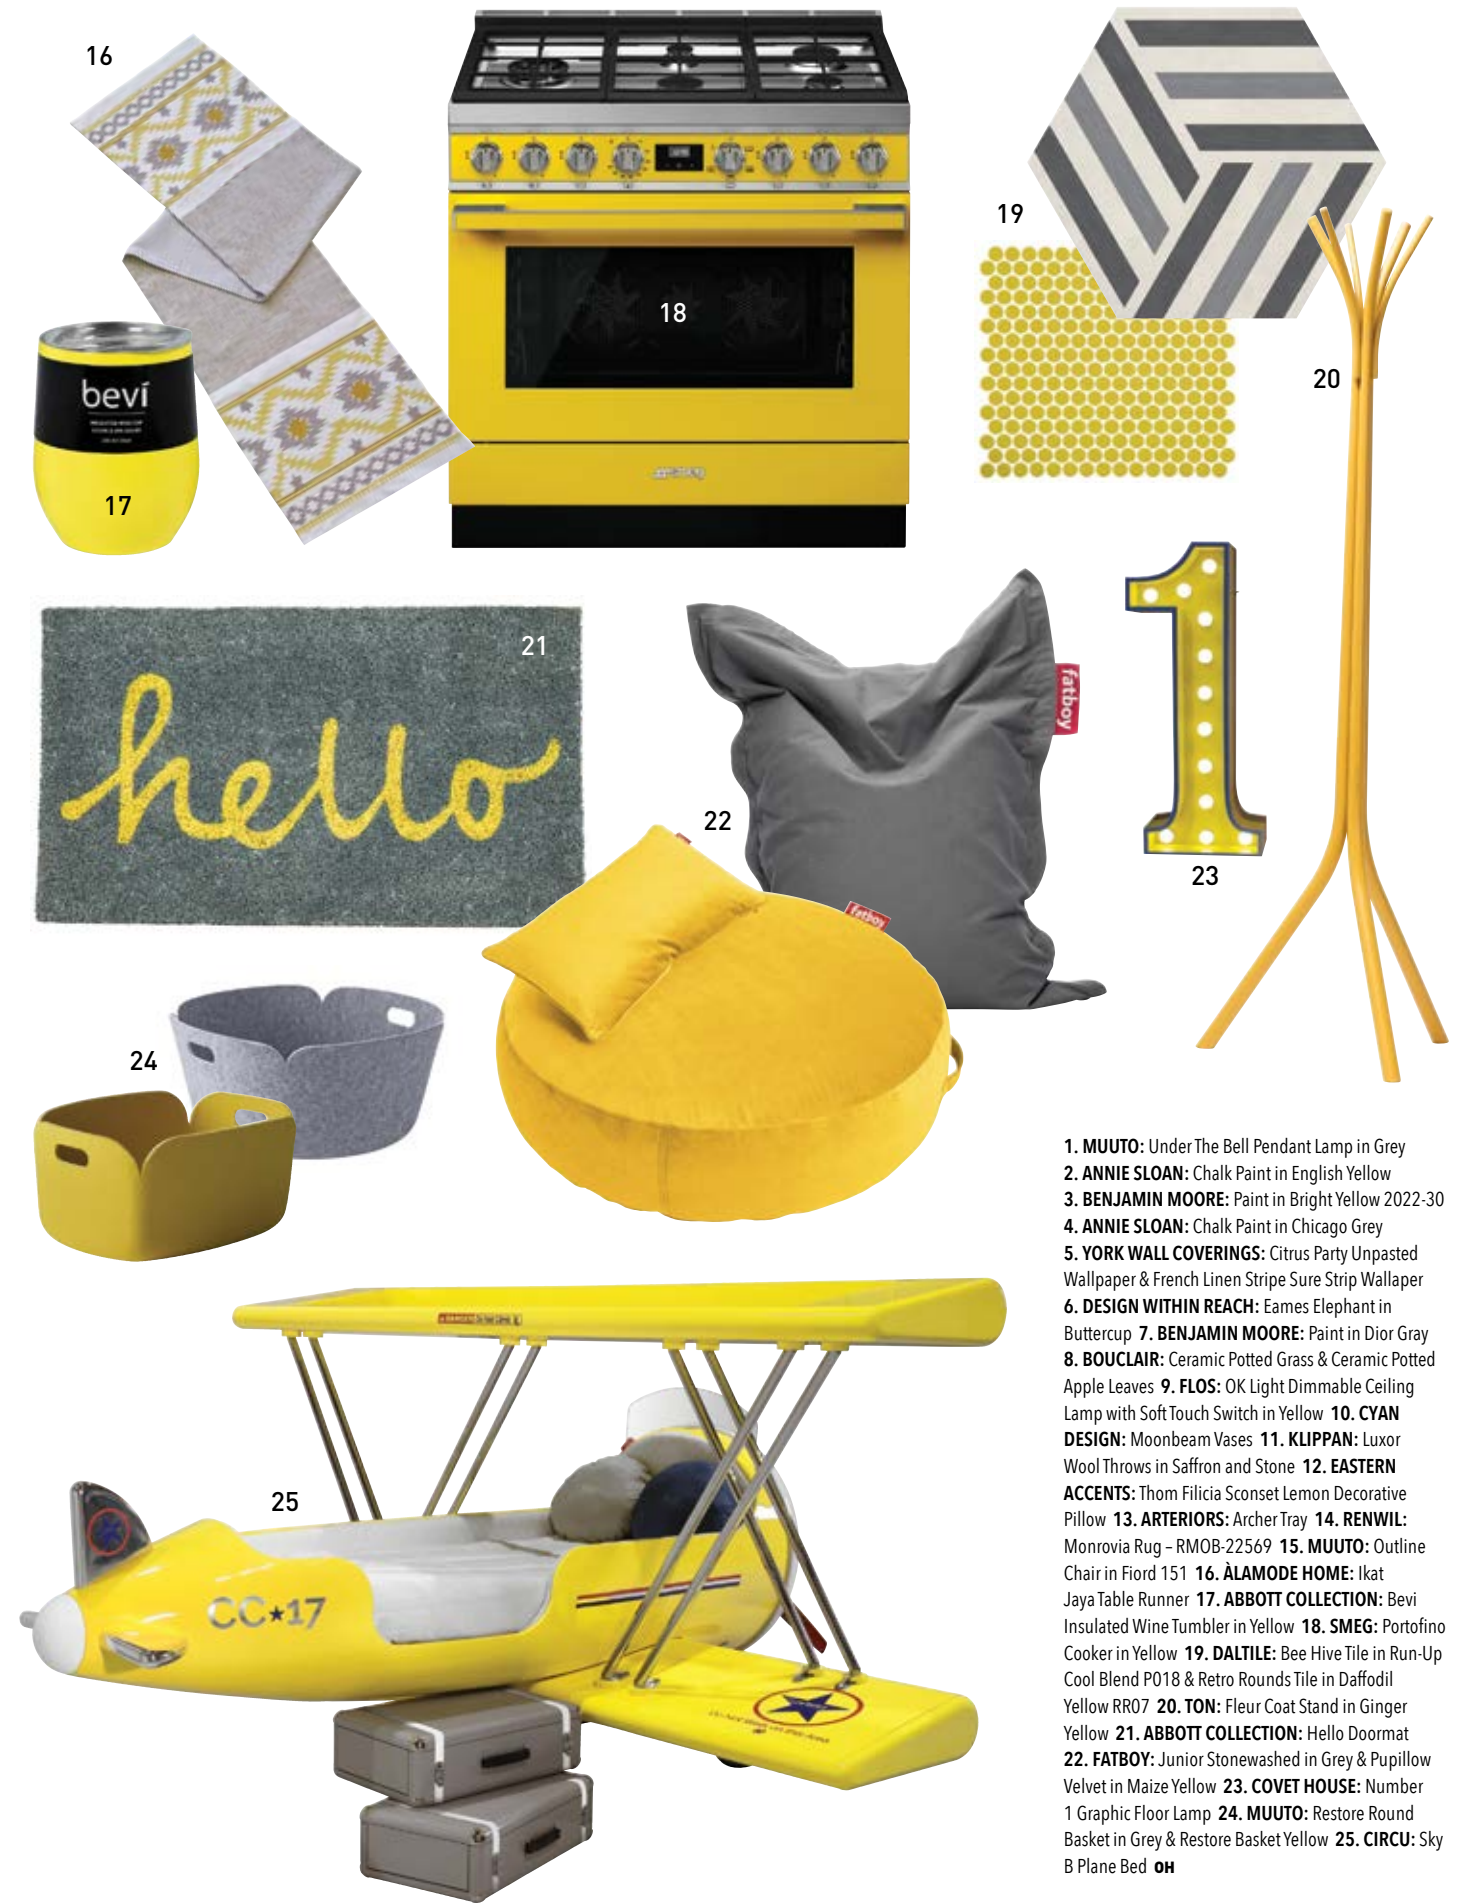 16
18
19
20
bevi
17
21
hello
fatboy
22
fatboy
23
24
25
CC★17
1. MUUTO: Under The Bell Pendant Lamp in Grey
2. ANNIE SLOAN: Chalk Paint in English Yellow
3. BENJAMIN MOORE: Paint in Bright Yellow 2022-30
4. ANNIE SLOAN: Chalk Paint in Chicago Grey
5. YORK WALL COVERINGS: Citrus Party Unpasted
Wallpaper & French Linen Stripe Sure Strip Wallaper
6. DESIGN WITHIN REACH: Eames Elephant in
Buttercup 7. BENJAMIN MOORE: Paint in Dior Gray
8. BOUCLAIR: Ceramic Potted Grass & Ceramic Potted
Apple Leaves 9. FLOS: OK Light Dimmable Ceiling
Lamp with Soft Touch Switch in Yellow 10. CYAN
DESIGN: Moonbeam Vases 11. KLIPPAN: Luxor
Wool Throws in Saffron and Stone 12. EASTERN
ACCENTS: Thom Filicia Sconset Lemon Decorative
Pillow 13. ARTERIORS: Archer Tray 14. RENWIL:
Monrovia Rug – RMOB-22569 15. MUUTO: Outline
Chair in Fiord 151 16. ÀLAMODE HOME: Ikat
Jaya Table Runner 17. ABBOTT COLLECTION: Bevi
Insulated Wine Tumbler in Yellow 18. SMEG: Portofino
Cooker in Yellow 19. DALTILE: Bee Hive Tile in Run-Up
Cool Blend P018 & Retro Rounds Tile in Daffodil
Yellow RR07 20. TON: Fleur Coat Stand in Ginger
Yellow 21. ABBOTT COLLECTION: Hello Doormat
22. FATBOY: Junior Stonewashed in Grey & Pupillow
Velvet in Maize Yellow 23. COVET HOUSE: Number
1 Graphic Floor Lamp 24. MUUTO: Restore Round
Basket in Grey & Restore Basket Yellow 25. CIRCU: Sky
B Plane Bed OH